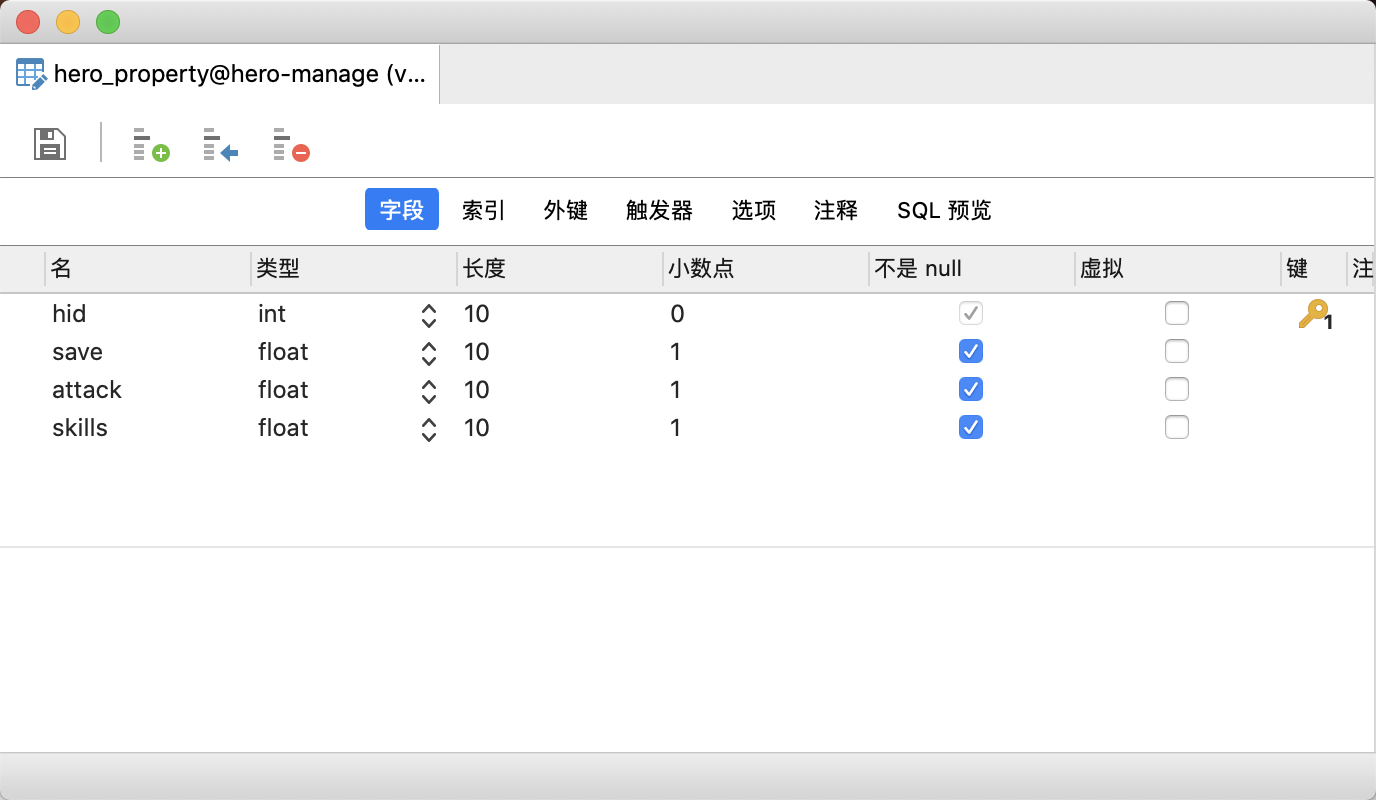 hero_property@hero-manage (v...
字段 索引 外键 触发器 选项 注释 SQL 预览
名 类型 长度 小数点 不是 null 虚拟 键 注
hid int 10 0 1
save float 10 1
attack float 10 1
skills float 10 1